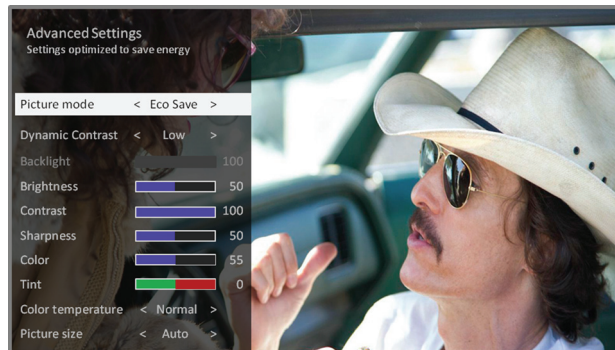 Advanced Settings
Settings optimized to save energy
Picture mode < Eco Save >
Dynamic Contrast < Low >
Backlight 100
Brightness 50
Contrast 100
Sharpness 50
Color 55
Tint 0
Color temperature < Normal >
Picture size < Auto >